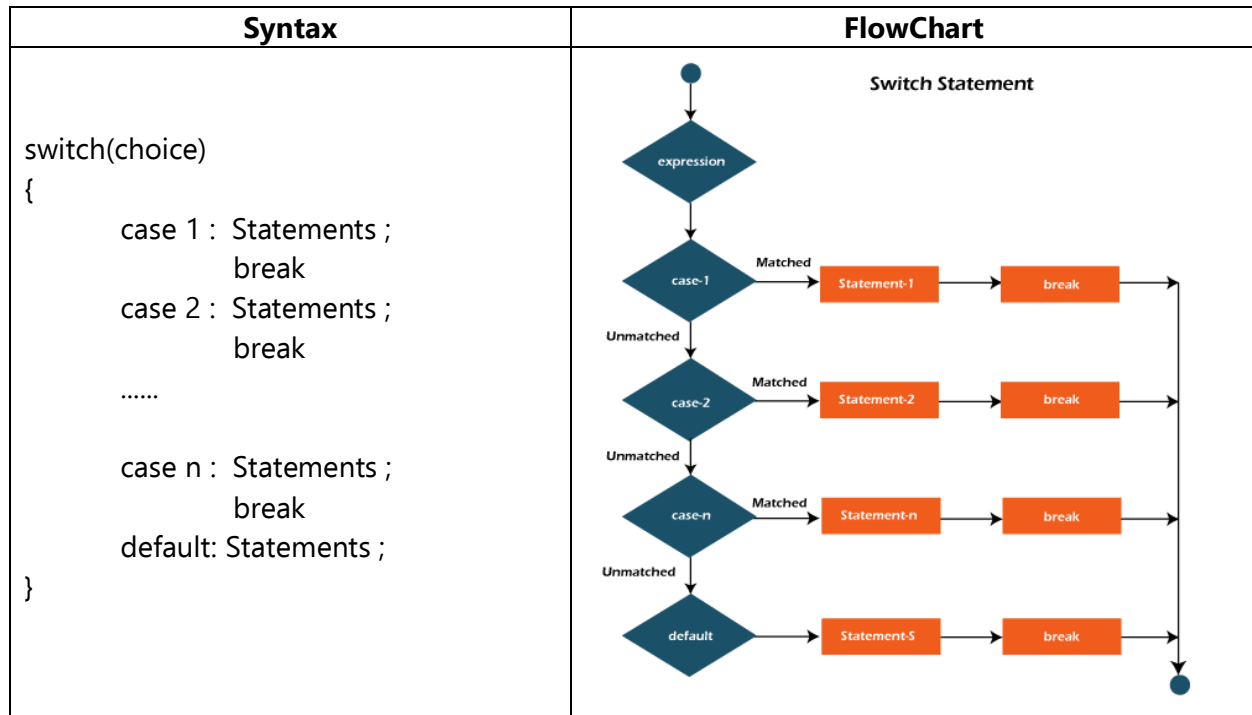 Syntax
FlowChart
switch(choice)
{
case 1 : Statements ;
break
case 2 : Statements ;
break
......
case n : Statements ;
break
default: Statements ;
}
Switch Statement
expression
case-1
Matched
Statement-1
break
Unmatched
case-2
Matched
Statement-2
break
Unmatched
case-n
Matched
Statement-n
break
Unmatched
default
Statement-S
break